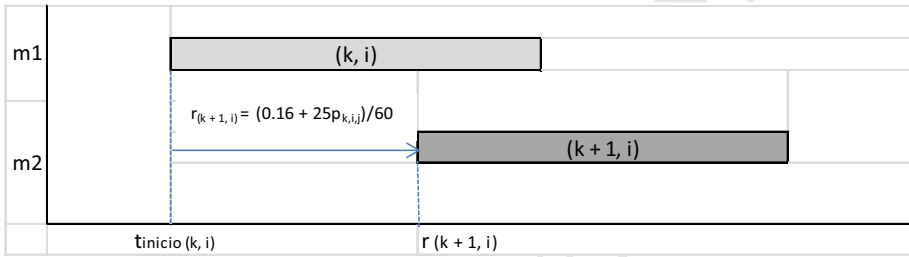 m1
(k, i)
r(k + 1, i) = (0.16 + 25pk,i,j)/60
m2
(k + 1, i)
tinicio (k, i)
r (k + 1, i)